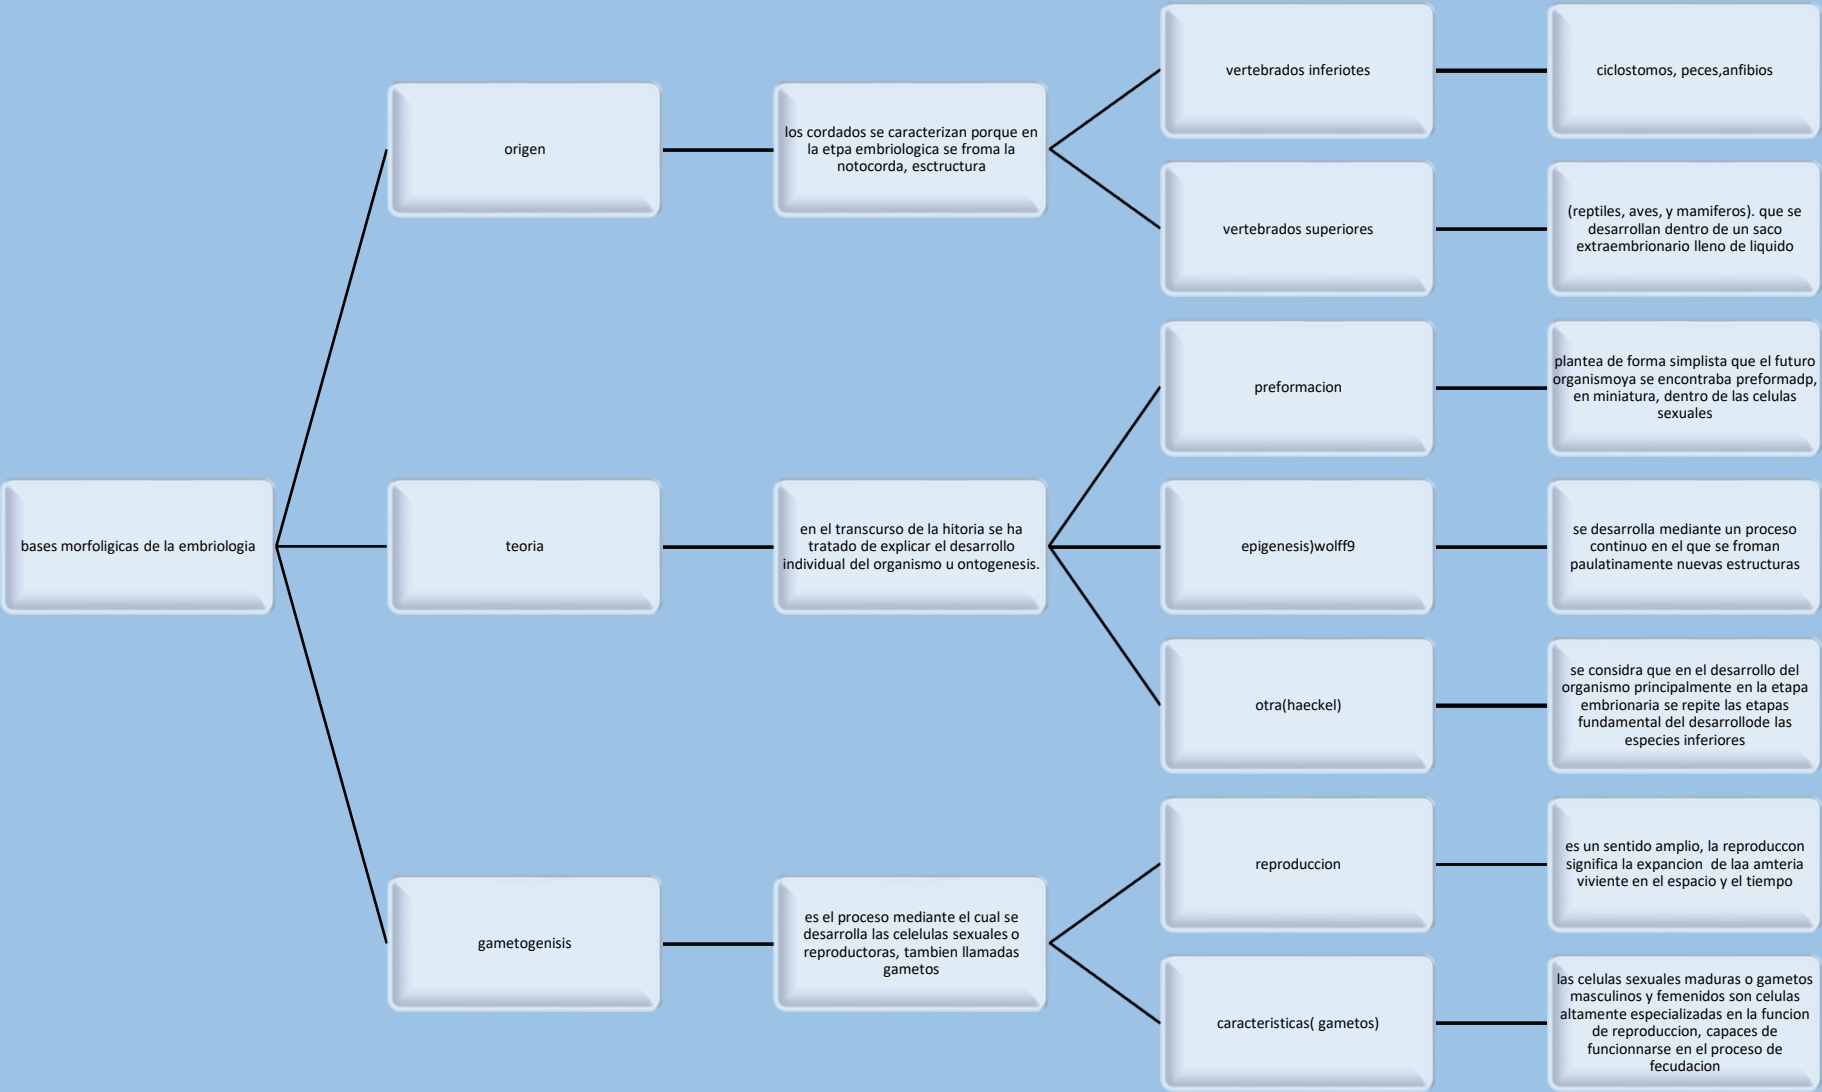 bases morfoligicas de la embriologia
origen
los cordados se caracterizan porque en
la etpa embriologica se froma la
notocorda, esctructura
vertebrados inferiotes
ciclostomos, peces,anfibios
vertebrados superiores
(reptiles, aves, y mamiferos). que se
desarrollan dentro de un saco
extraembrionario lleno de liquido
teoria
en el transcurso de la hitoria se ha
tratado de explicar el desarrollo
individual del organismo u ontogenesis.
preformacion
plantea de forma simplista que el futuro
organismoya se encontraba preformadp,
en miniatura, dentro de las celulas
sexuales
epigenesis)wolff9
se desarrolla mediante un proceso
continuo en el que se froman
paulatinamente nuevas estructuras
otra(haeckel)
se considra que en el desarrollo del
organismo principalmente en la etapa
embrionaria se repite las etapas
fundamental del desarrollode las
especies inferiores
gametogenisis
es el proceso mediante el cual se
desarrolla las celelulas sexuales o
reproductoras, tambien llamadas
gametos
reproduccion
es un sentido amplio, la reproduccon
significa la expancion  de laa amteria
viviente en el espacio y el tiempo
caracteristicas( gametos)
las celulas sexuales maduras o gametos
masculinos y femenidos son celulas
altamente especializadas en la funcion
de reproduccion, capaces de
funcionnarse en el proceso de
fecudacion